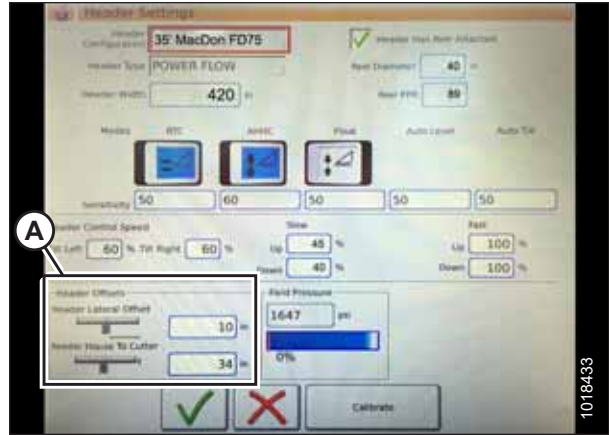 Header Settings
Header Configuration 35' MacDon FD75 Header Has Reel Attached
Header Type POWER FLOW Reel Diameter 40 in
Header Width 420 in Reel PPR 89
Modes RTC AHHC Float Auto Level Auto Tilt
Sensitivity 50 60 50 50 50
Header Control Speed Slow Fast
Tilt Left 60 % Tilt Right 60 % Up 45 % Up 100 %
Down 40 % Down 100 %
A
Header Offsets Field Pressure
Header Lateral Offset 1647 psi
10 in
Feeder House To Cutter
34 in 0%
Calibrate
1018433